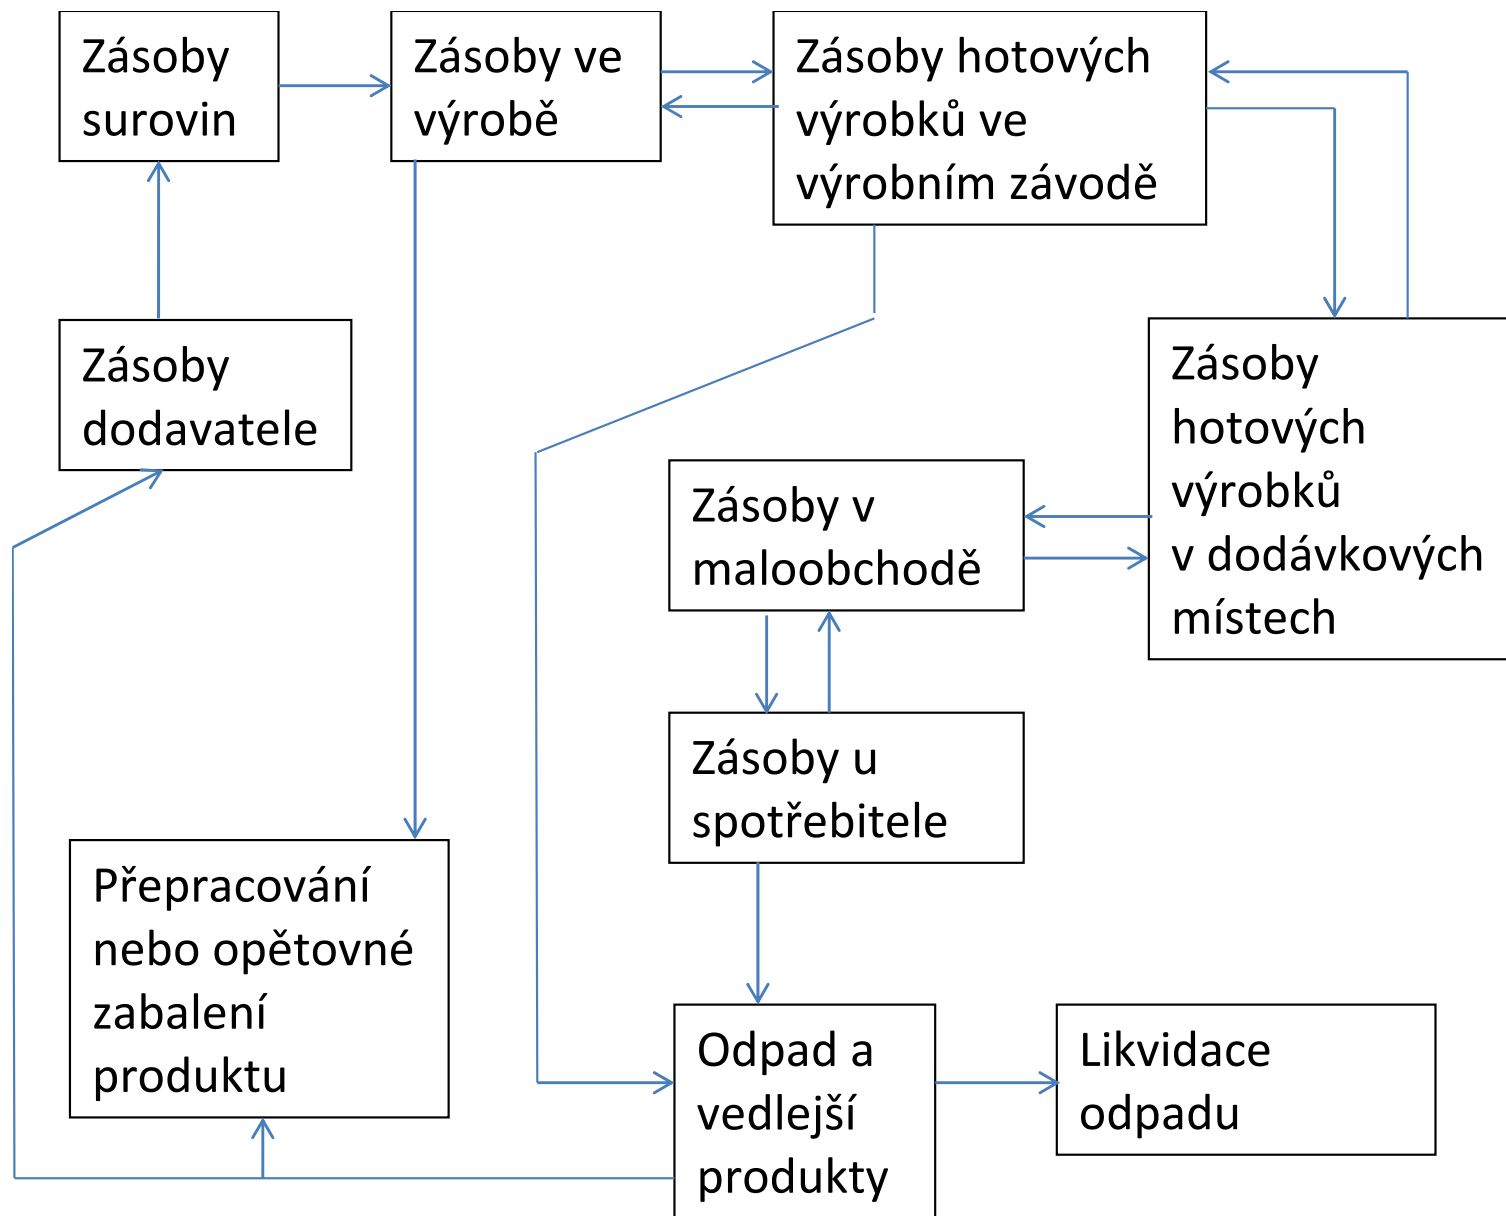 Zásoby
surovin
Zásoby ve
výrobě
Zásoby hotových
výrobků ve
výrobním závodě
Zásoby
dodavatele
Zásoby
hotových
výrobků
v dodávkových
místech
Zásoby v
maloobchodě
Zásoby u
spotřebitele
Přepracování
nebo opětovné
zabalení
produktu
Odpad a
vedlejší
produkty
Likvidace
odpadu